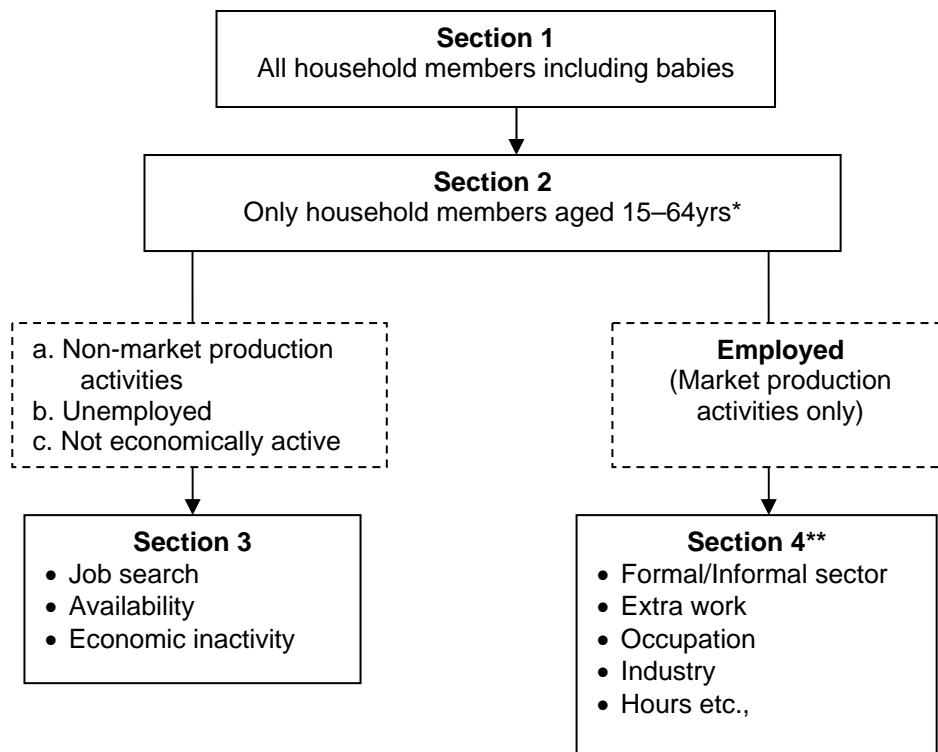 Section 1
All household members including babies
Section 2
Only household members aged 15–64yrs*
a. Non-market production
activities
b. Unemployed
c. Not economically active
Employed
(Market production
activities only)
Section 3
• Job search
• Availability
• Economic inactivity
Section 4**
• Formal/Informal sector
• Extra work
• Occupation
• Industry
• Hours etc.,